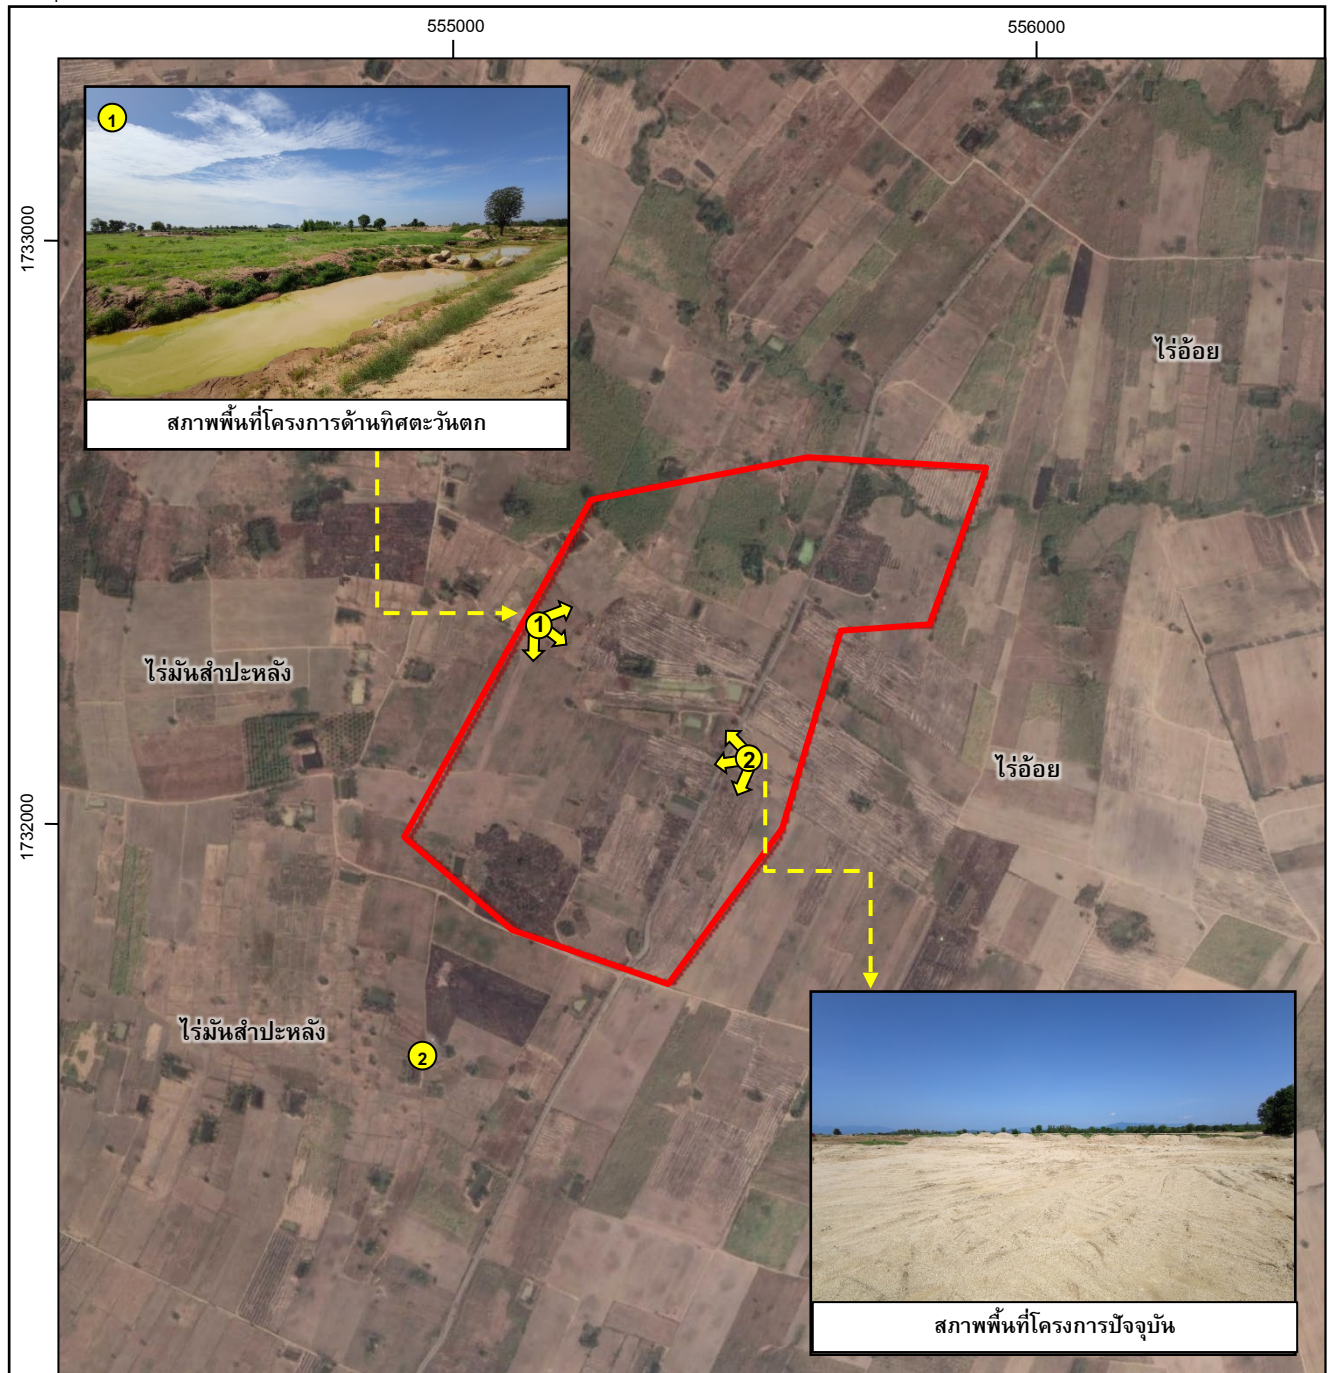 555000
556000
1733000
1732000
1
สภาพพื้นที่โครงการด้านทิศตะวันตก
ไร่อ้อย
1
ไร่มันสำปะหลัง
2
ไร่อ้อย
ไร่มันสำปะหลัง
2
สภาพพื้นที่โครงการปัจจุบัน